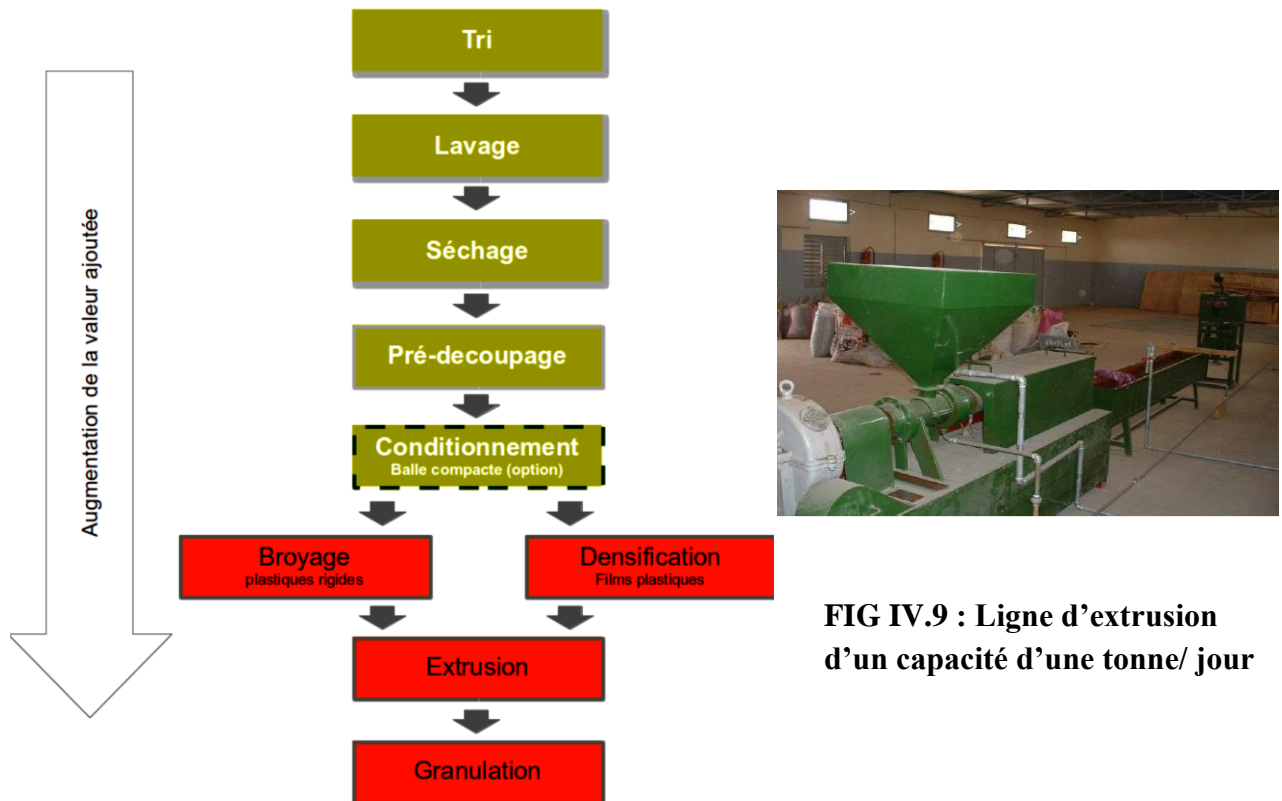 Tri
Lavage
Séchage
Pré-decoupage
Conditionnement
Balle compacte (option)
Broyage
plastiques rigides
Densification
Films plastiques
Extrusion
Granulation
Augmentation de la valeur ajoutée
FIG IV.9 : Ligne d’extrusion
d’un capacité d’une tonne/ jour